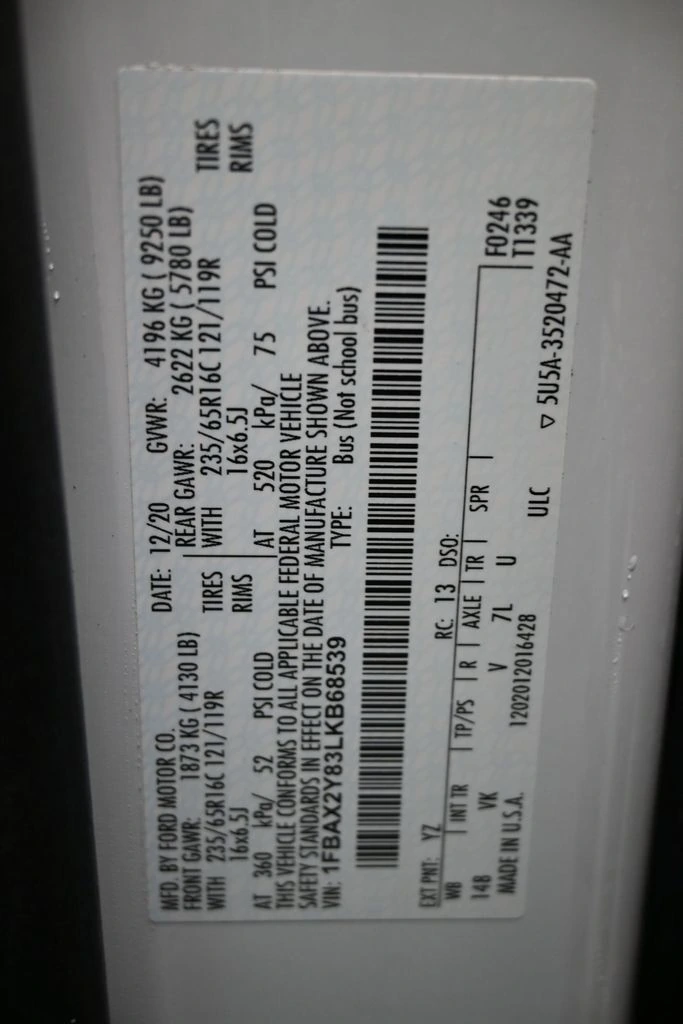 MFD. BY FORD MOTOR CO. DATE: 12/20 GVWR: 4196 KG ( 9250 LB)
FRONT GAWR: 1873 KG ( 4130 LB) REAR GAWR: 2622 KG ( 5780 LB)
WITH 235/65R16C 121/119R TIRES WITH 235/65R16C 121/119R TIRES
16x6.5J RIMS 16x6.5J RIMS
AT 360 kPa/ 52 PSI COLD AT 520 kPa/ 75 PSI COLD
THIS VEHICLE CONFORMS TO ALL APPLICABLE FEDERAL MOTOR VEHICLE
SAFETY STANDARDS IN EFFECT ON THE DATE OF MANUFACTURE SHOWN ABOVE.
VIN: 1FBAX2Y83LKB68539 TYPE: Bus (Not school bus)
EXT PNT: YZ RC: 13 DSO: F0246
WB INT TR TP/PS R AXLE TR SPR T1339
148 VK V 7L U
MADE IN U.S.A. 1202012016428 ULC ▽ 5U5A-3520472-AA